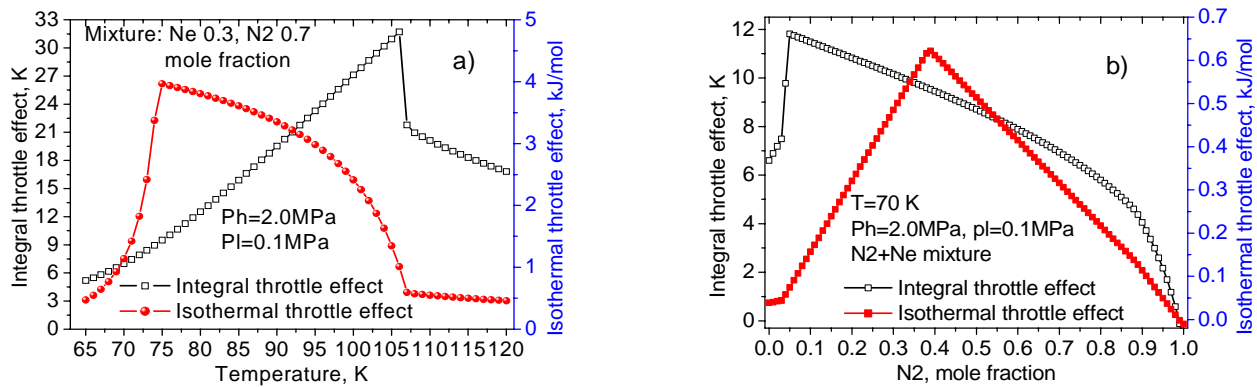 33
30
27
24
21
18
15
12
9
6
3
0
Integral throttle effect, K
Mixture: Ne 0.3, N2 0.7
mole fraction
a)
Ph=2.0MPa
Pl=0.1MPa
Integral throttle effect
Isothermal throttle effect
65 70 75 80 85 90 95 100 105 110 115 120
Temperature, K
5
4
3
2
1
0
Isothermal throttle effect, kJ/mol
12
10
8
6
4
2
0
Integral throttle effect, K
b)
T=70 K
Ph=2.0MPa, pl=0.1MPa
N2+Ne mixture
Integral throttle effect
Isothermal throttle effect
0.0 0.1 0.2 0.3 0.4 0.5 0.6 0.7 0.8 0.9 1.0
N2, mole fraction
0.7
0.6
0.5
0.4
0.3
0.2
0.1
0.0
Isothermal throttle effect, kJ/mol